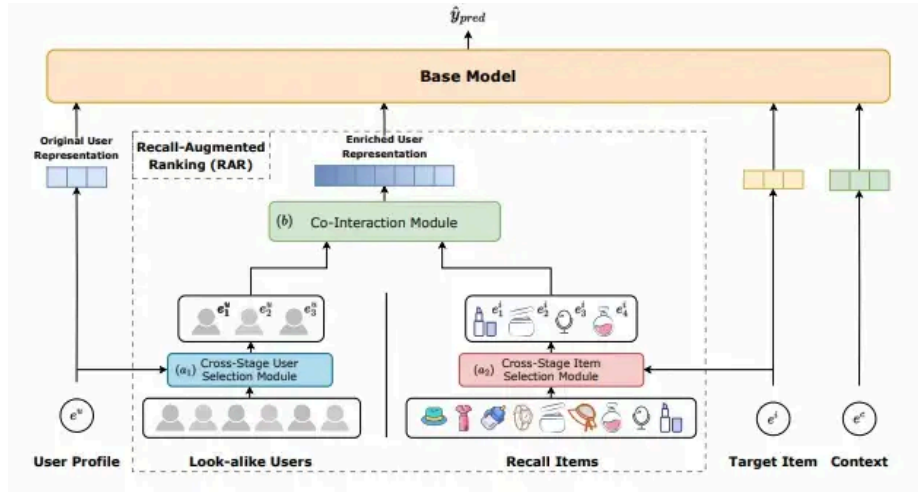 ŷ_pred
Base Model
Original User
Representation
Recall-Augmented
Ranking (RAR)
Enriched User
Representation
(b) Co-Interaction Module
e₁ᵘ e₂ᵘ e₃ᵘ
e₁ⁱ e₂ⁱ e₃ⁱ e₄ⁱ
(a₁) Cross-Stage User
Selection Module
(a₂) Cross-Stage Item
Selection Module
eᵘ
eⁱ
eᶜ
User Profile
Look-alike Users
Recall Items
Target Item
Context